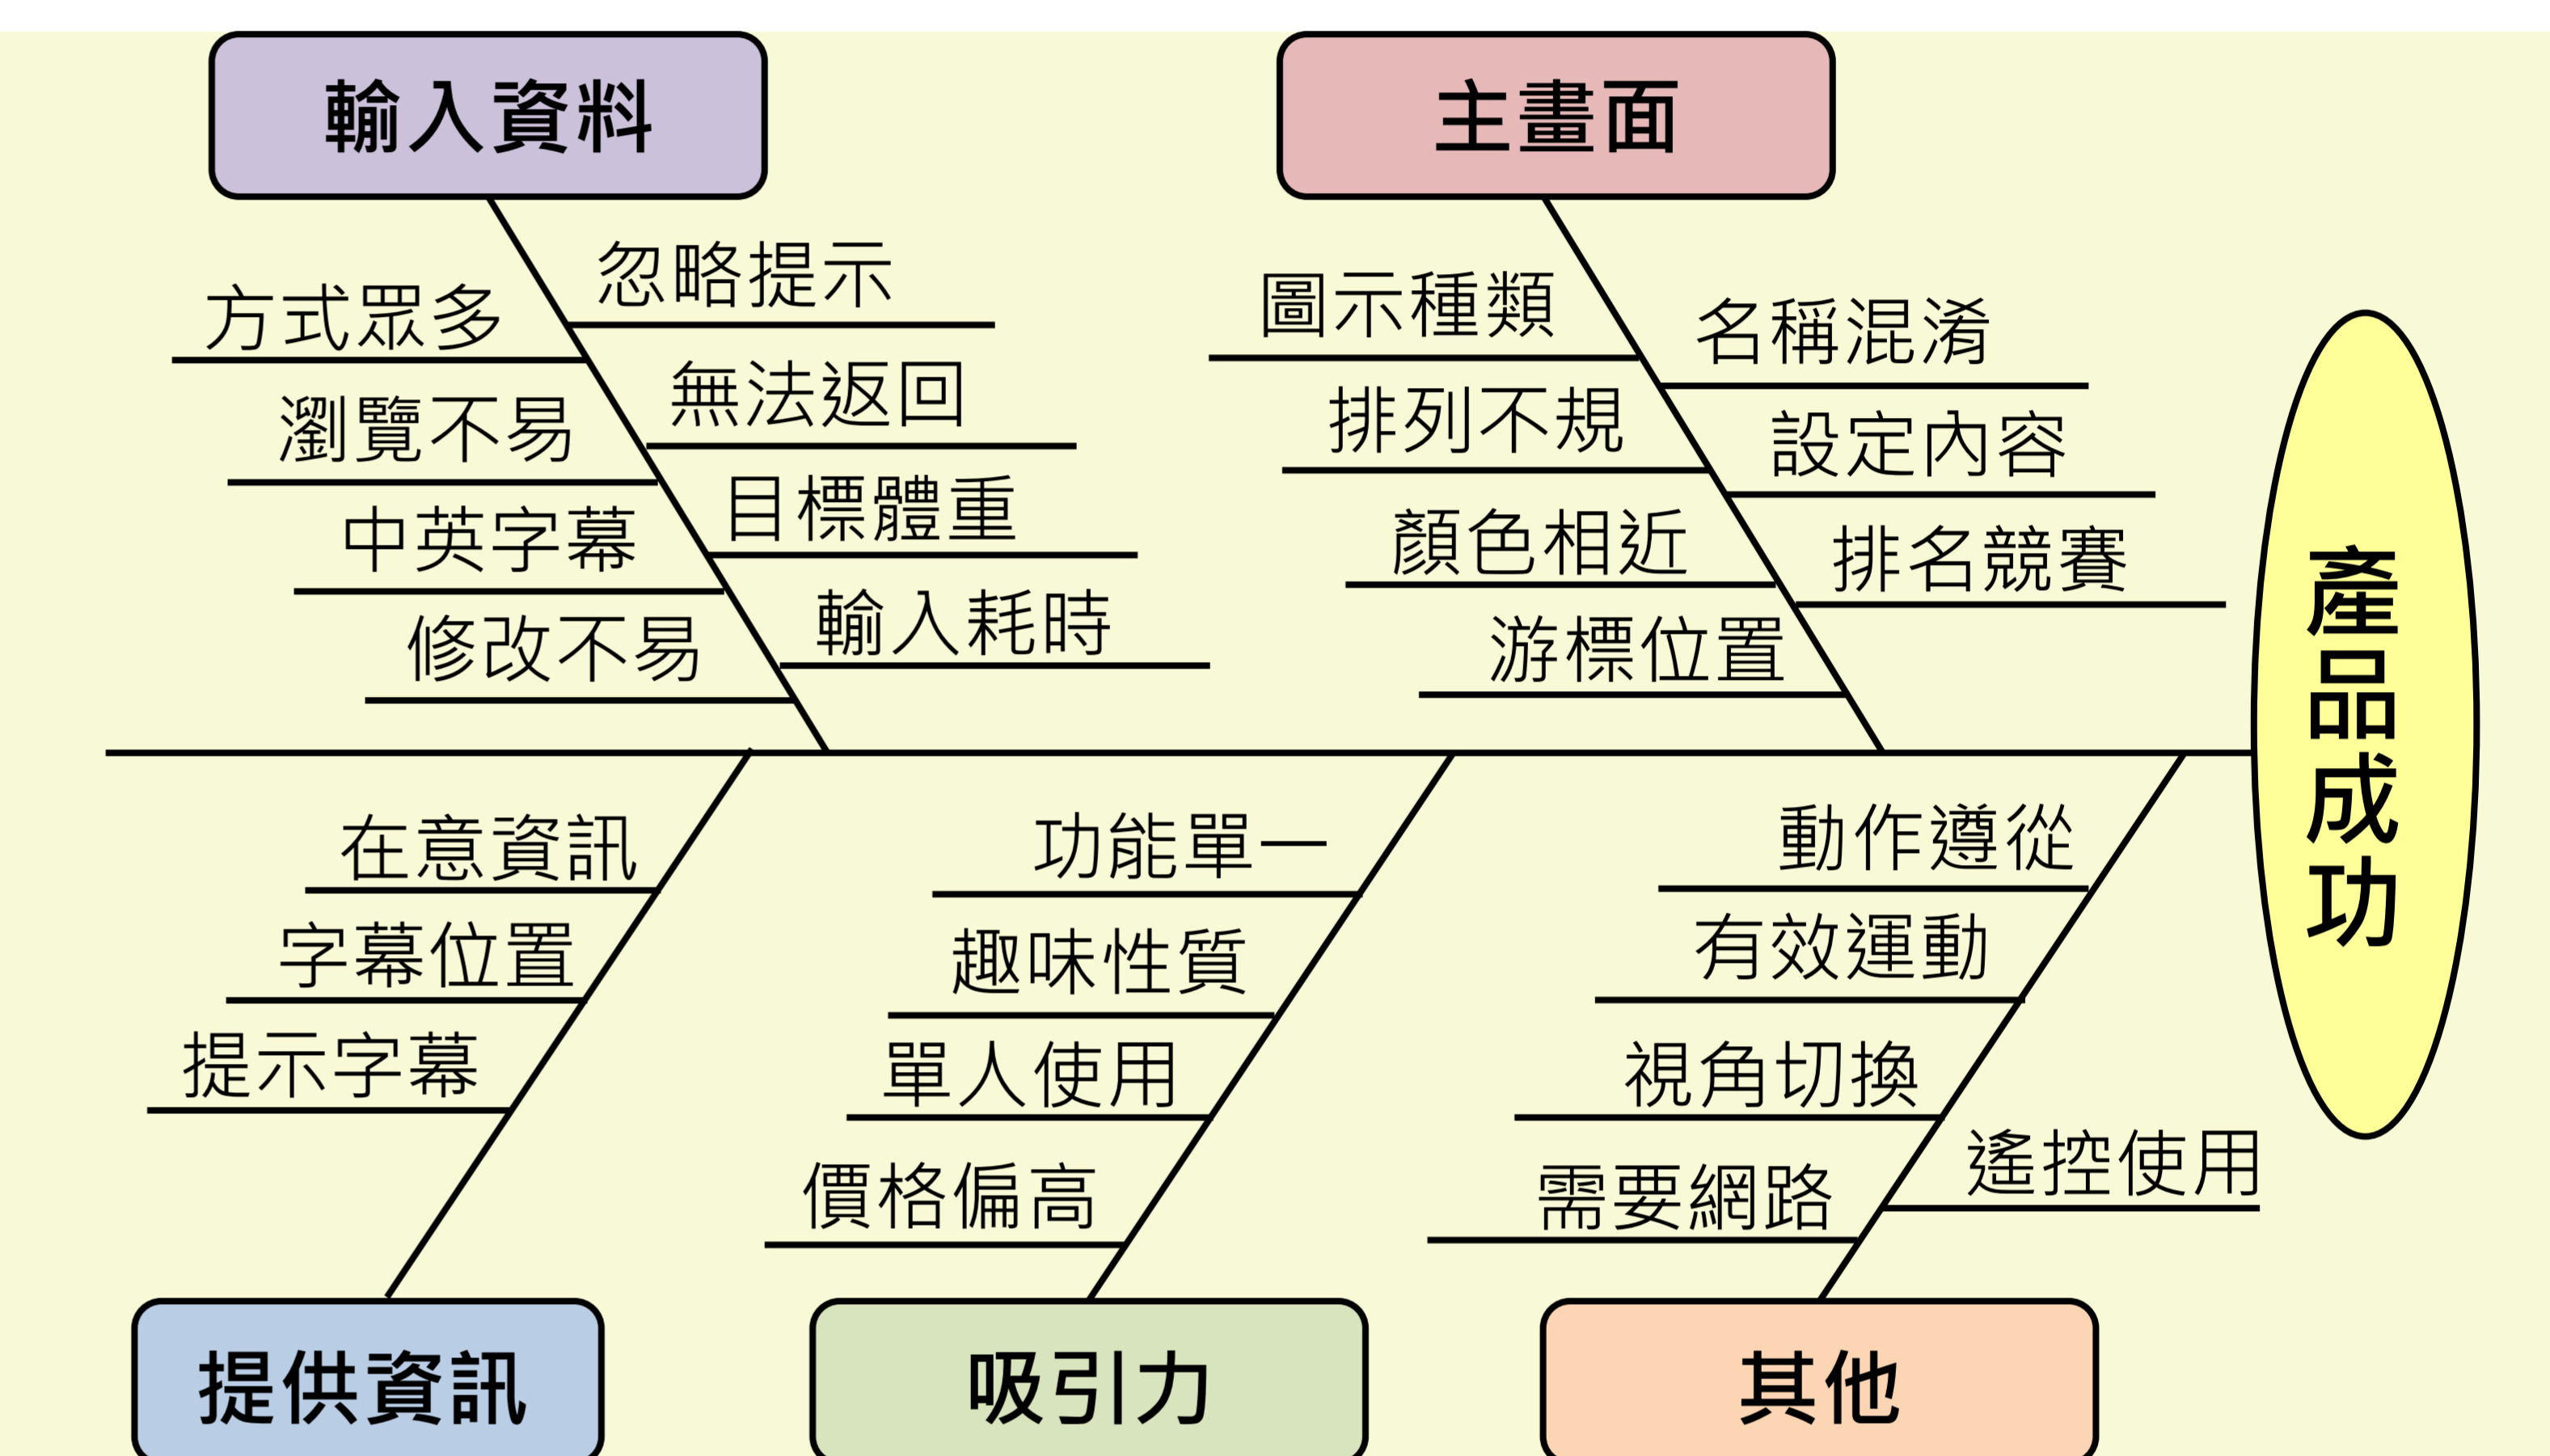 輸入資料
忽略提示
方式眾多
無法返回
瀏覽不易
目標體重
中英字幕
輸入耗時
修改不易
主畫面
圖示種類
名稱混淆
排列不規
設定內容
顏色相近
排名競賽
游標位置
產品成功
在意資訊
字幕位置
提示字幕
提供資訊
功能單一
趣味性質
單人使用
價格偏高
吸引力
動作遵從
有效運動
視角切換
遙控使用
需要網路
其他